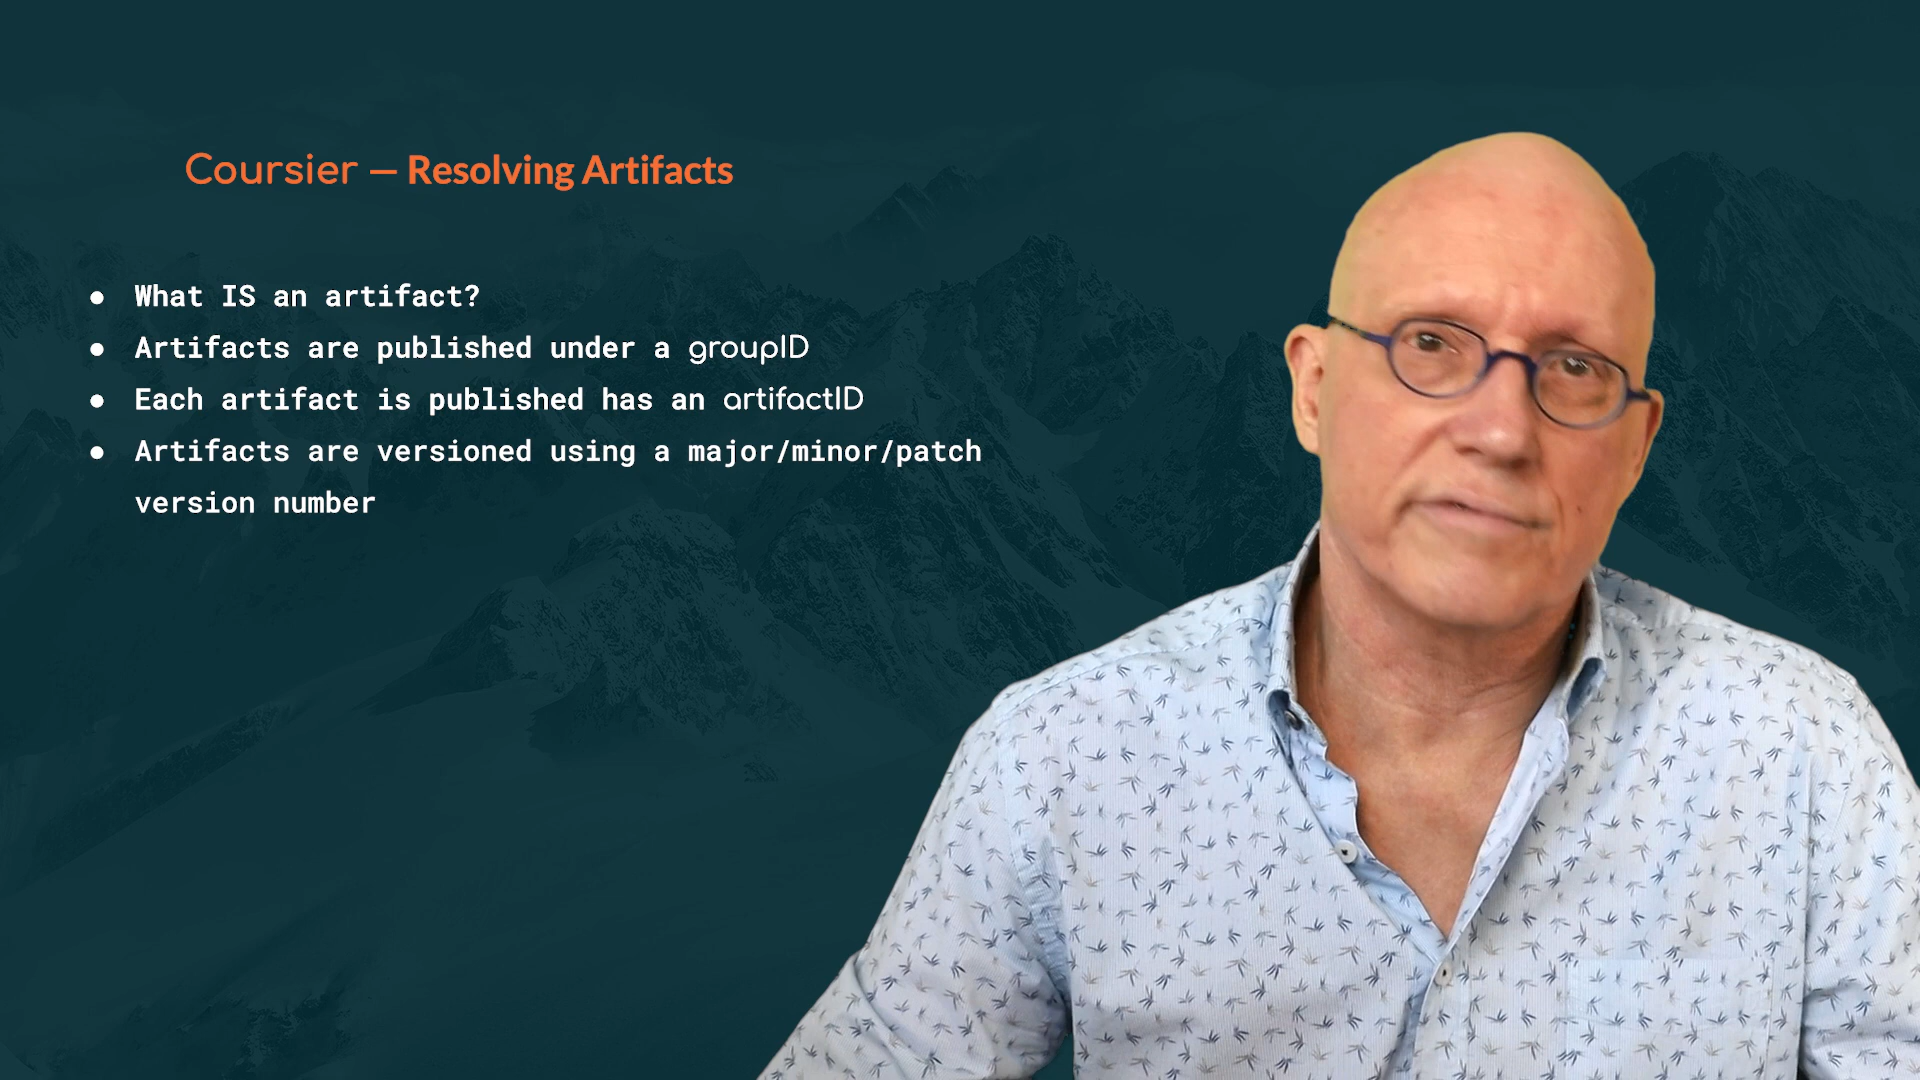 Coursier — Resolving Artifacts
● What IS an artifact?
● Artifacts are published under a groupID
● Each artifact is published has an artifactID
● Artifacts are versioned using a major/minor/patch
version number